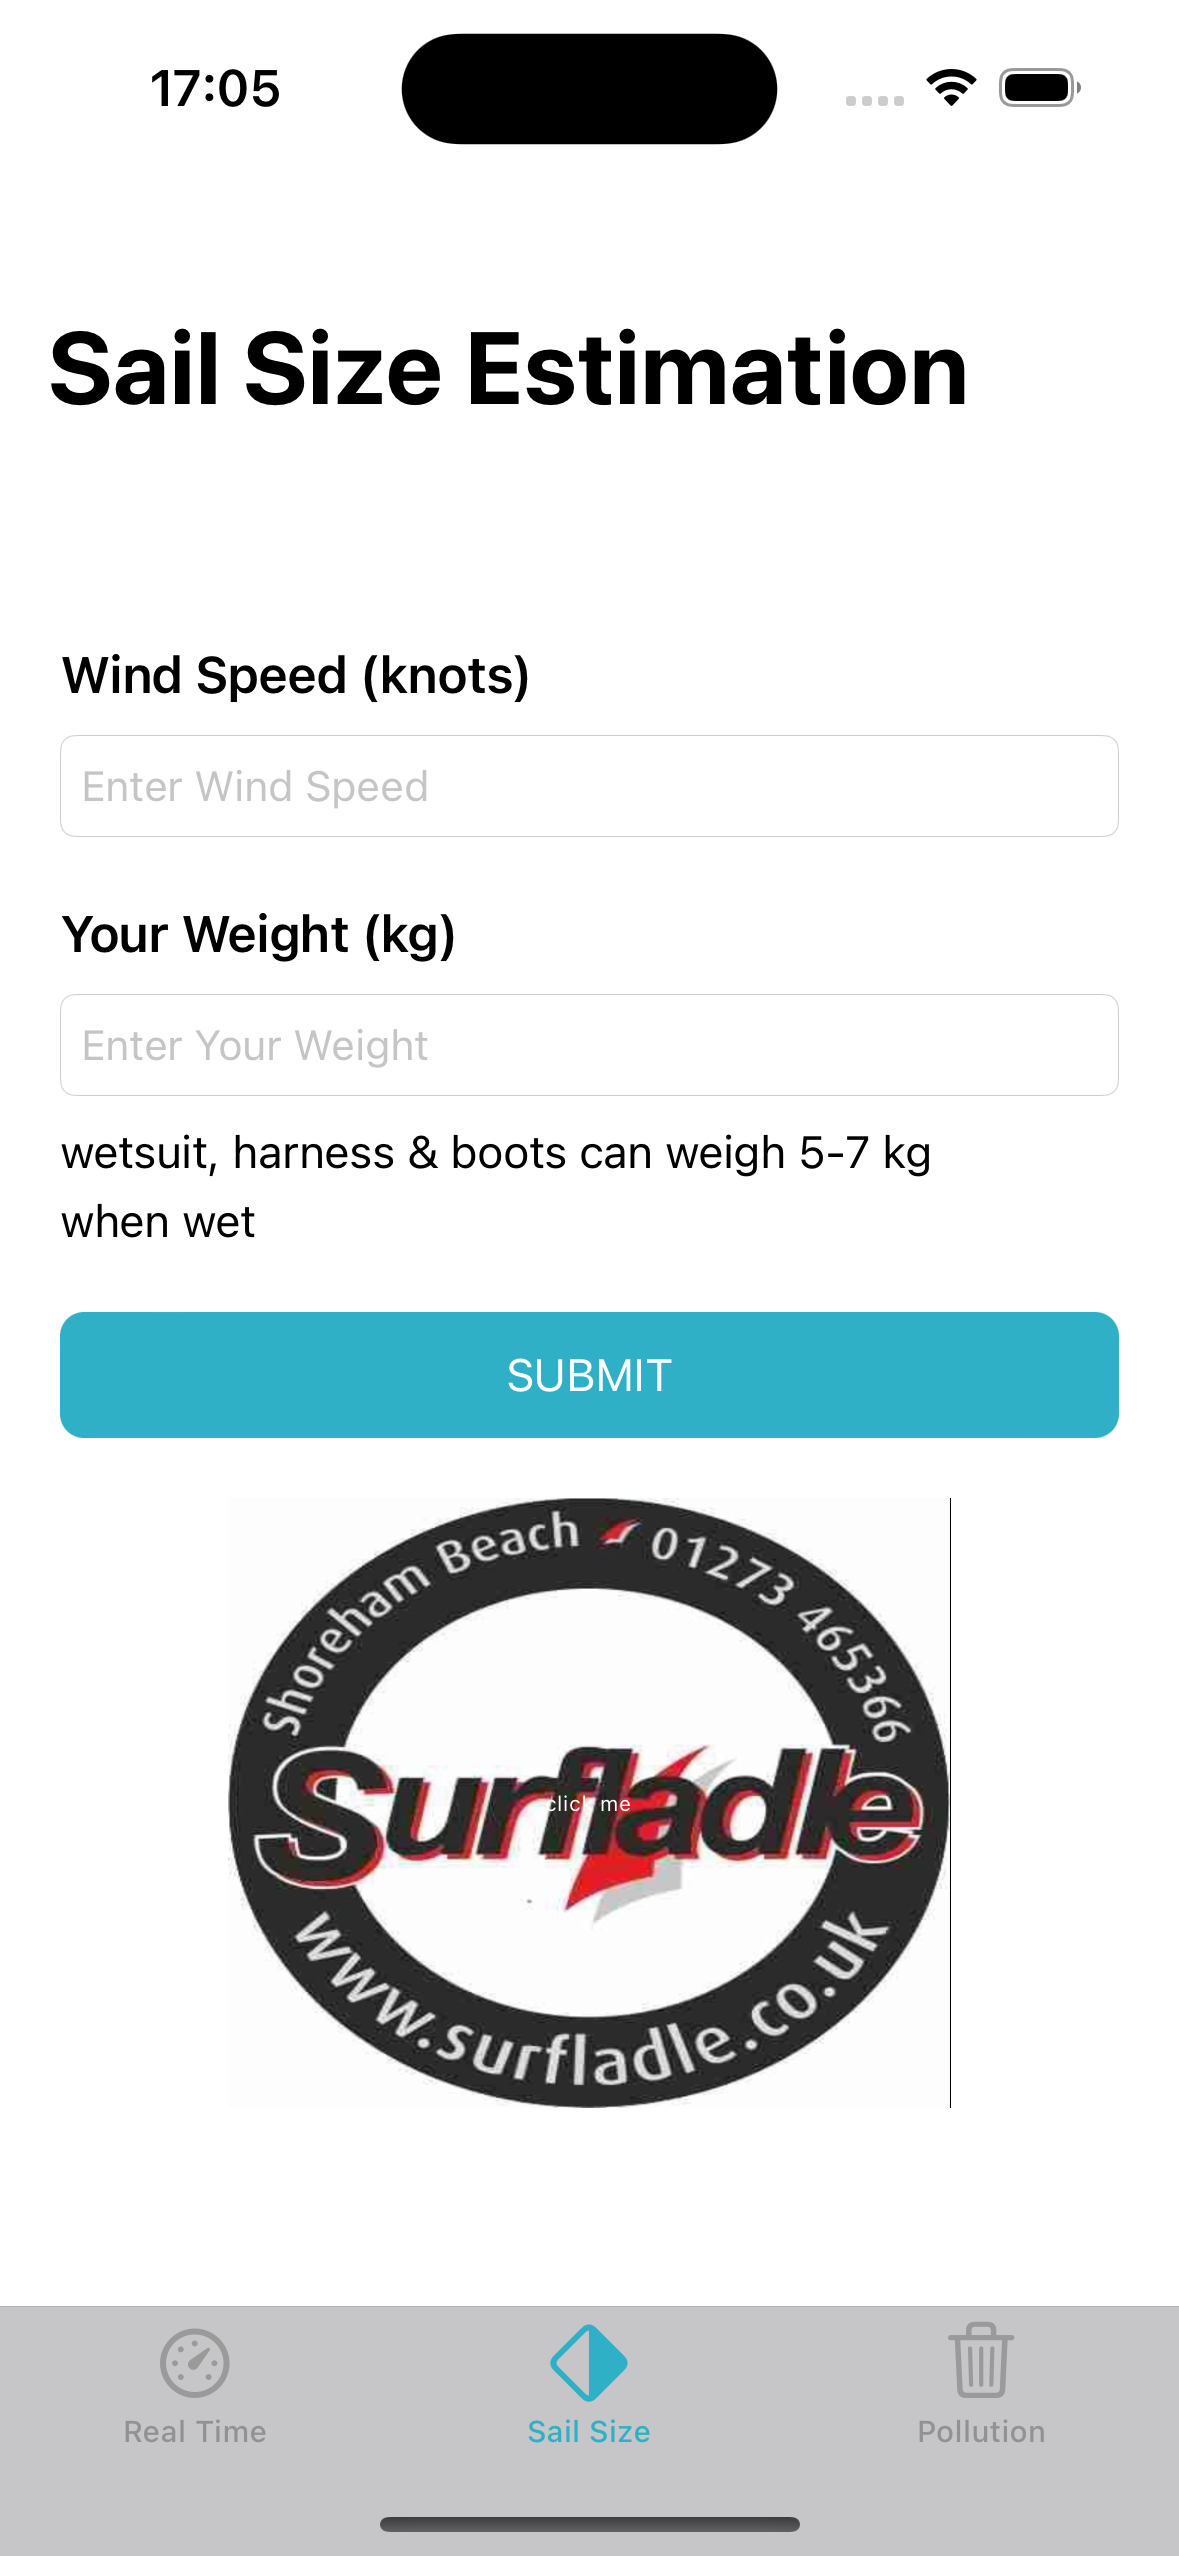 17:05
Sail Size Estimation
Wind Speed (knots)
Enter Wind Speed
Your Weight (kg)
Enter Your Weight
wetsuit, harness & boots can weigh 5-7 kg
when wet
SUBMIT
Shoreham Beach 01273 465366
Surfladle
click me
www.surfladle.co.uk
Real Time
Sail Size
Pollution